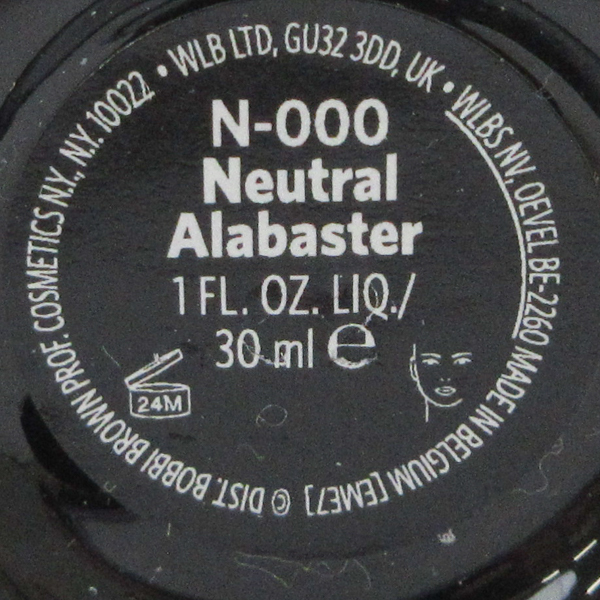 N-000
Neutral
Alabaster
1 FL. OZ. LIQ./
30 ml ℮
24M
© DIST. BOBBI BROWN PROF. COSMETICS N.Y., N.Y. 10022 • WLB LTD, GU32 3DD, UK • WLBS NV. OEVEL BE-2260 MADE IN BELGIUM [EME7]